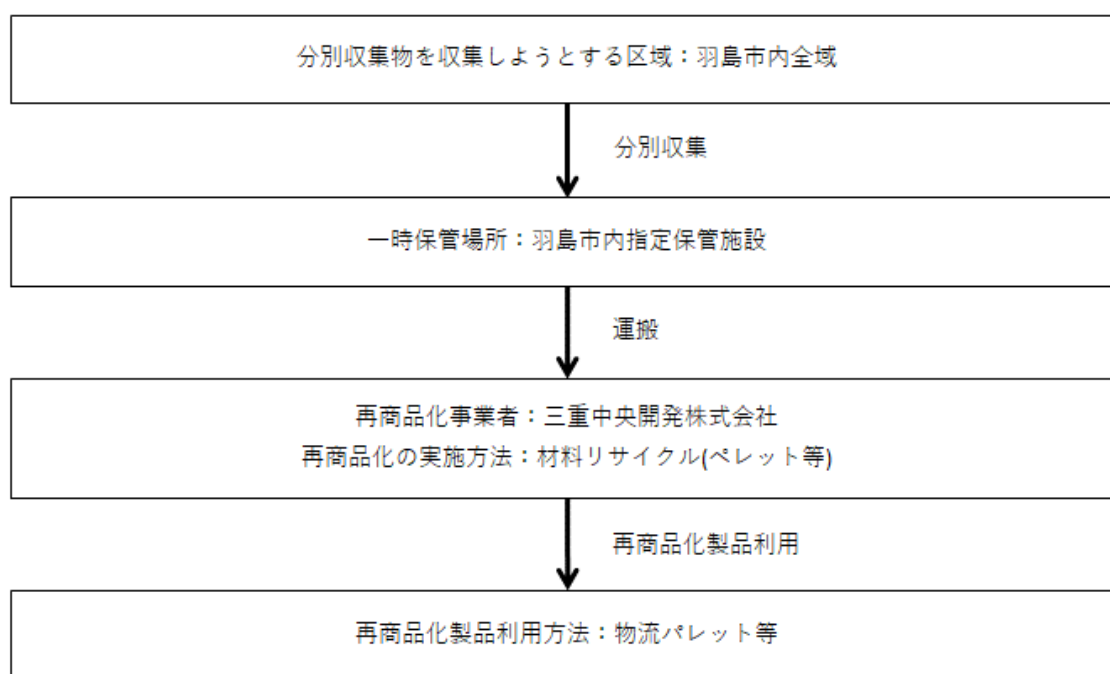 分別収集物を収集しようとする区域：羽島市内全域
分別収集
一時保管場所：羽島市内指定保管施設
運搬
再商品化事業者：三重中央開発株式会社
再商品化の実施方法：材料リサイクル(ペレット等)
再商品化製品利用
再商品化製品利用方法：物流パレット等